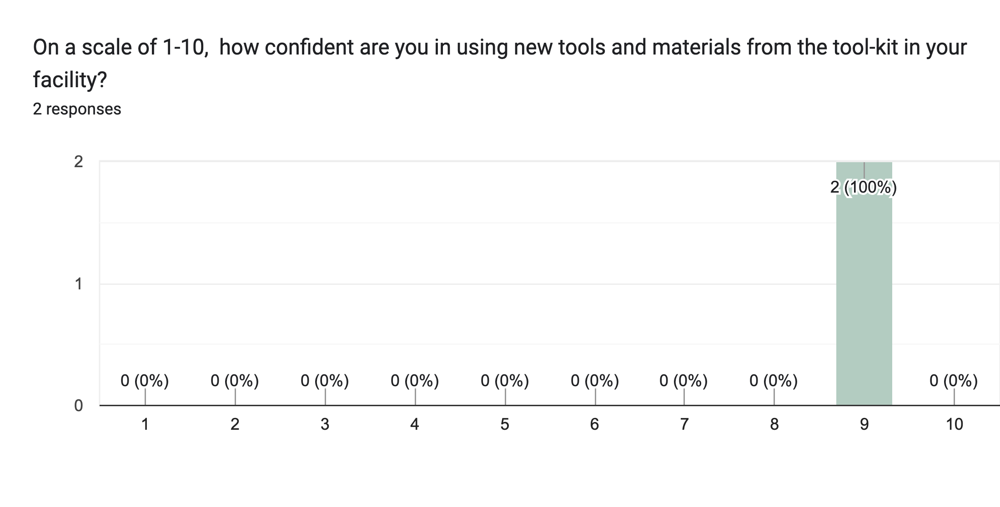 On a scale of 1-10,  how confident are you in using new tools and materials from the tool-kit in your
facility?
2 responses
2
2 (100%)
1
0 (0%) 0 (0%) 0 (0%) 0 (0%) 0 (0%) 0 (0%) 0 (0%) 0 (0%) 0 (0%)
0
1 2 3 4 5 6 7 8 9 10